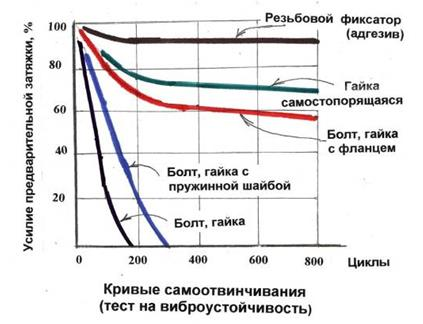 Усилие предварительной затяжки, %
100
80
60
40
20
0
200
400
600
800
Циклы
Резьбовой фиксатор
(адгезив)
Гайка
самостопорящаяся
Болт, гайка
с фланцем
Болт, гайка с
пружинной шайбой
Болт, гайка
Кривые самоотвинчивания
(тест на виброустойчивость)